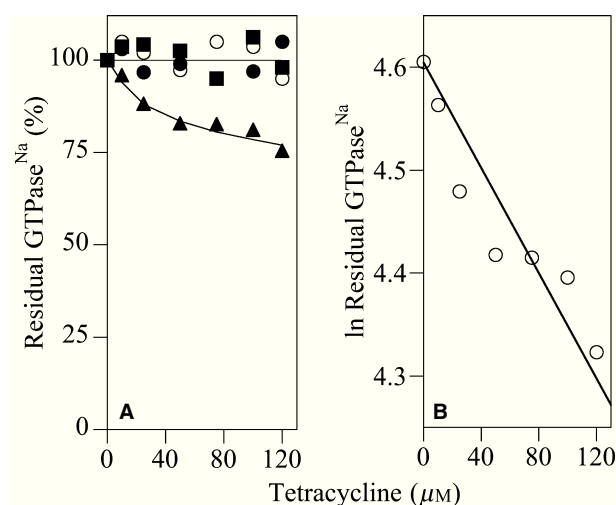 Residual GTPase^Na (%)
100
75
50
25
0
A
0 40 80 120
ln Residual GTPase^Na
4.6
4.5
4.4
4.3
B
0 40 80 120
Tetracycline (μM)